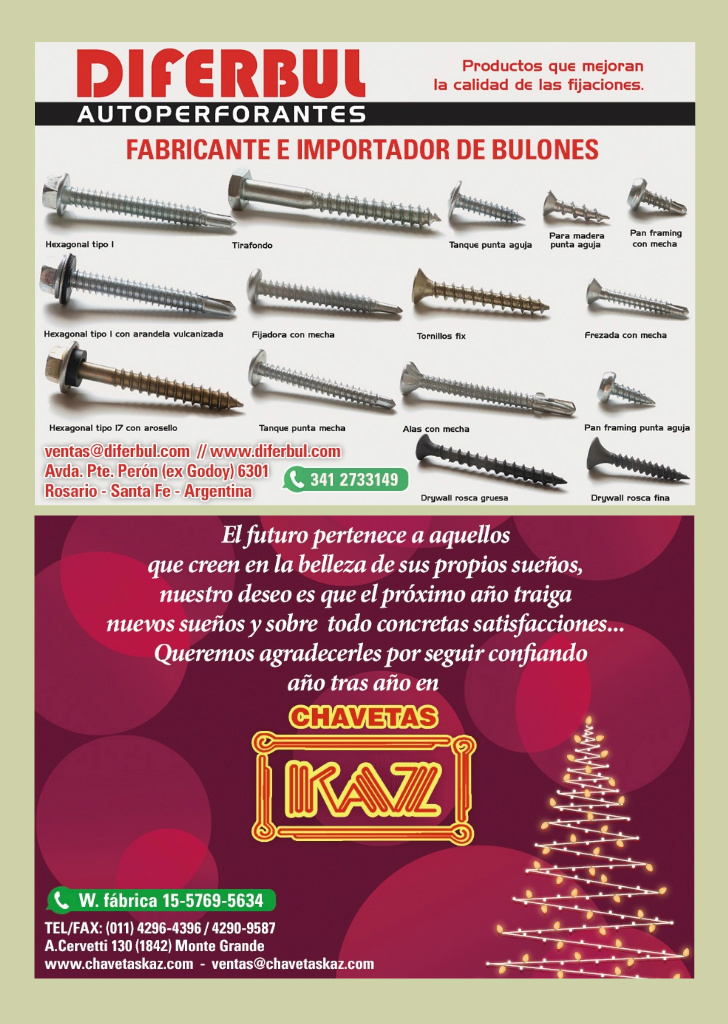 DIFERBUL
AUTOPERFORANTES
Productos que mejoran
la calidad de las fijaciones.
FABRICANTE E IMPORTADOR DE BULONES
Hexagonal tipo 1
Tirafondo
Tanque punta aguja
Para madera
punta aguja
Pan framing
con mecha
Hexagonal tipo 1 con arandela vulcanizada
Fijadora con mecha
Tornillos fix
Frezada con mecha
Hexagonal tipo 17 con arosello
Tanque punta mecha
Alas con mecha
Pan framing punta aguja
ventas@diferbul.com // www.diferbul.com
Avda. Pte. Perón (ex Godoy) 6301
Rosario - Santa Fe - Argentina
341 2733149
Drywall rosca gruesa
Drywall rosca fina
El futuro pertenece a aquellos
que creen en la belleza de sus propios sueños,
nuestro deseo es que el próximo año traiga
nuevos sueños y sobre todo concretas satisfacciones...
Queremos agradecerles por seguir confiando
año tras año en
CHAVETAS
KAZ
W. fábrica 15-5769-5634
TEL/FAX: (011) 4296-4396 / 4290-9587
A.Cervetti 130 (1842) Monte Grande
www.chavetaskaz.com - ventas@chavetaskaz.com